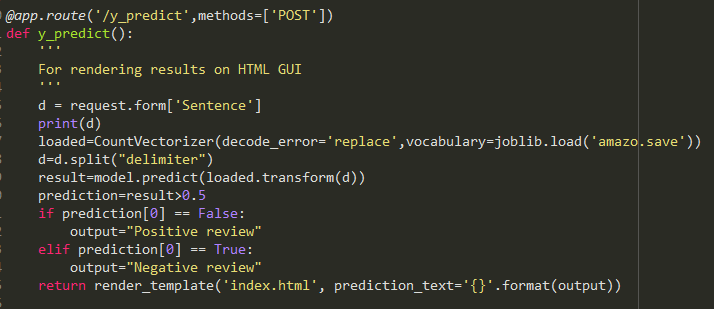 @app.route('/y_predict',methods=['POST'])
def y_predict():
    '''
    For rendering results on HTML GUI
    '''
    d = request.form['Sentence']
    print(d)
    loaded=CountVectorizer(decode_error='replace',vocabulary=joblib.load('amazo.save'))
    d=d.split("delimiter")
    result=model.predict(loaded.transform(d))
    prediction=result>0.5
    if prediction[0] == False:
        output="Positive review"
    elif prediction[0] == True:
        output="Negative review"
    return render_template('index.html', prediction_text='{}'.format(output))